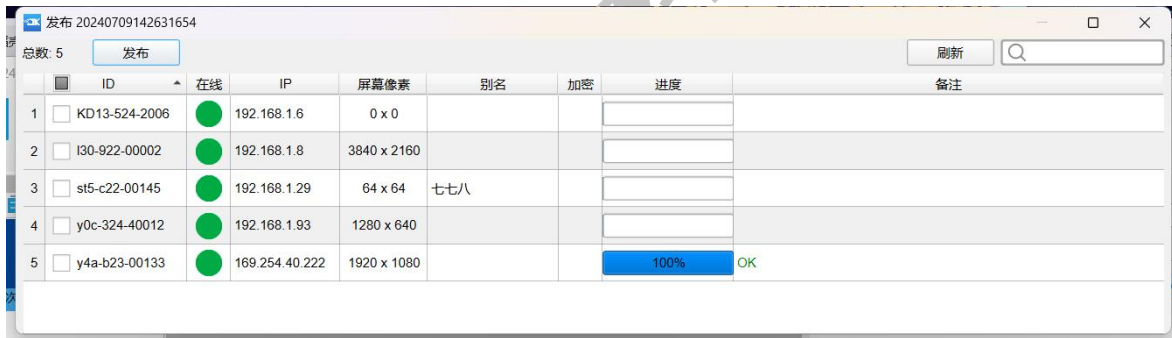 发布 20240709142631654
总数: 5 发布 刷新
ID 在线 IP 屏幕像素 别名 加密 进度 备注
1 KD13-524-2006 192.168.1.6 0 x 0
2 l30-922-00002 192.168.1.8 3840 x 2160
3 st5-c22-00145 192.168.1.29 64 x 64 七七八
4 y0c-324-40012 192.168.1.93 1280 x 640
5 y4a-b23-00133 169.254.40.222 1920 x 1080 100% OK